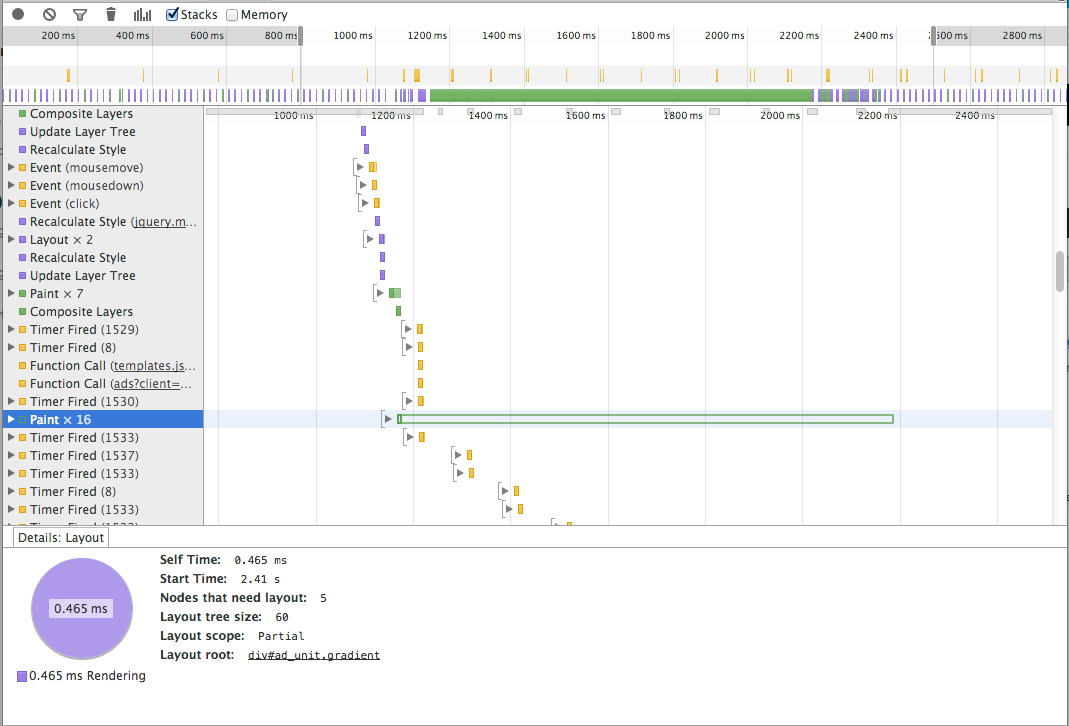 Stacks Memory
200 ms 400 ms 600 ms 800 ms 1000 ms 1200 ms 1400 ms 1600 ms 1800 ms 2000 ms 2200 ms 2400 ms 500 ms 2800 ms
1000 ms 1200 ms 1400 ms 1600 ms 1800 ms 2000 ms 2200 ms 2400 ms
Composite Layers
Update Layer Tree
Recalculate Style
Event (mousemove)
Event (mousedown)
Event (click)
Recalculate Style (jquery.m...
Layout × 2
Recalculate Style
Update Layer Tree
Paint × 7
Composite Layers
Timer Fired (1529)
Timer Fired (8)
Function Call (templates.js...
Function Call (ads?client=...
Timer Fired (1530)
Paint × 16
Timer Fired (1533)
Timer Fired (1537)
Timer Fired (1533)
Timer Fired (8)
Timer Fired (1533)
Details: Layout
0.465 ms
0.465 ms Rendering
Self Time: 0.465 ms
Start Time: 2.41 s
Nodes that need layout: 5
Layout tree size: 60
Layout scope: Partial
Layout root: div#ad_unit.gradient